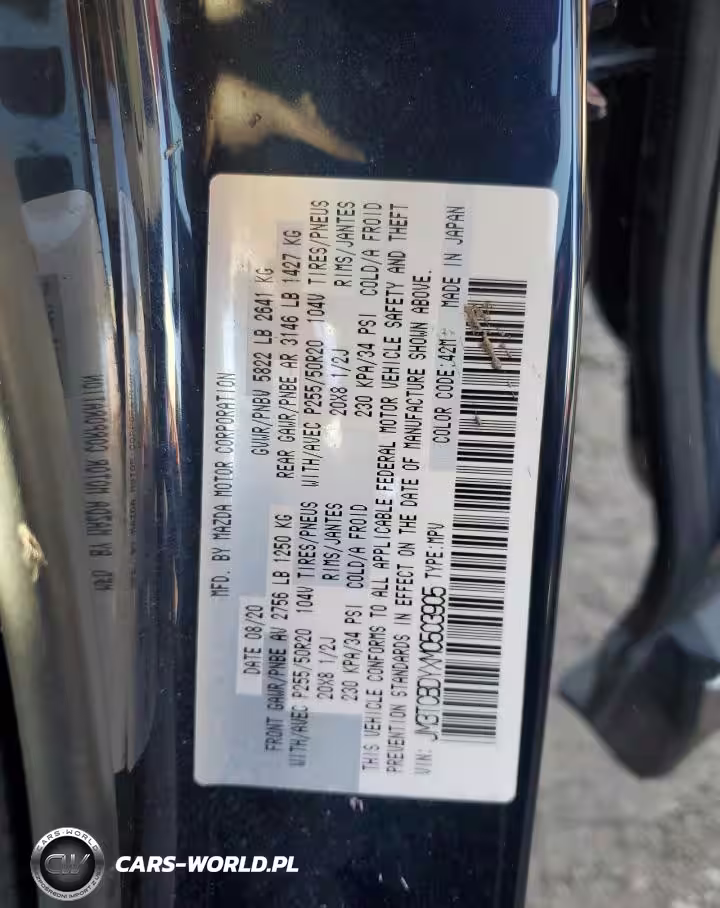 MFD. BY MAZDA MOTOR CORPORATION
DATE 08/20 GVWR/PNBV 5822 LB 2641 KG
FRONT GAWR/PNBE AV 2756 LB 1250 KG REAR GAWR/PNBE AR 3146 LB 1427 KG
WITH/AVEC P255/50R20 104V TIRES/PNEUS WITH/AVEC P255/50R20 104V TIRES/PNEUS
20X8 1/2J RIMS/JANTES 20X8 1/2J RIMS/JANTES
230 KPA/34 PSI COLD/A FROID 230 KPA/34 PSI COLD/A FROID
THIS VEHICLE CONFORMS TO ALL APPLICABLE FEDERAL MOTOR VEHICLE SAFETY AND THEFT
PREVENTION STANDARDS IN EFFECT ON THE DATE OF MANUFACTURE SHOWN ABOVE.
VIN: JM3TCBDYXM0503905 TYPE:MPV COLOR CODE:42M MADE IN JAPAN
CARS-WORLD
CW
CARS-WORLD.PL